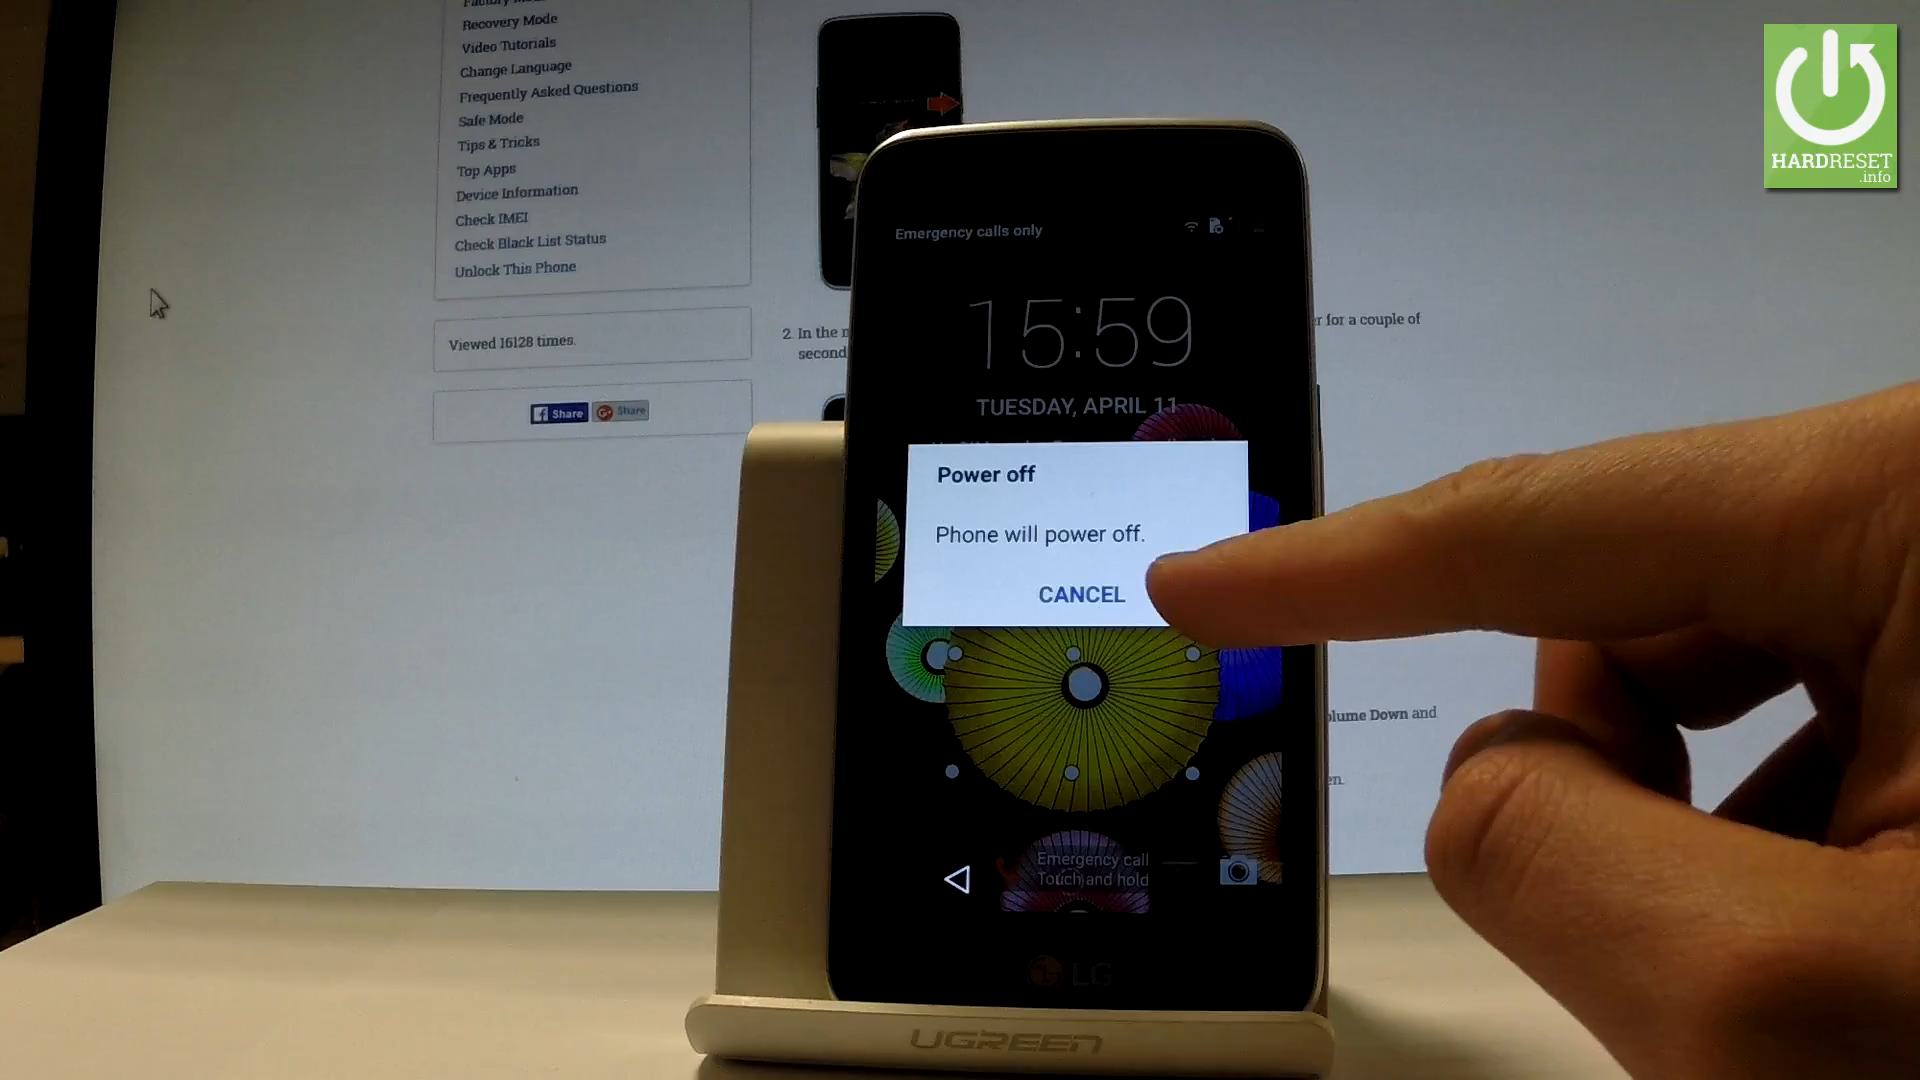 Recovery Mode
Video Tutorials
Change Language
Frequently Asked Questions
Safe Mode
Tips & Tricks
Top Apps
Device Information
Check IMEI
Check Black List Status
Unlock This Phone
Viewed 16128 times.
Share
Share
2. In the
second
for a couple of
Down and
HARDRESET
.info
Emergency calls only
15:59
TUESDAY, APRIL 11
Power off
Phone will power off.
CANCEL
Emergency call
Touch and hold
LG
UGREEN